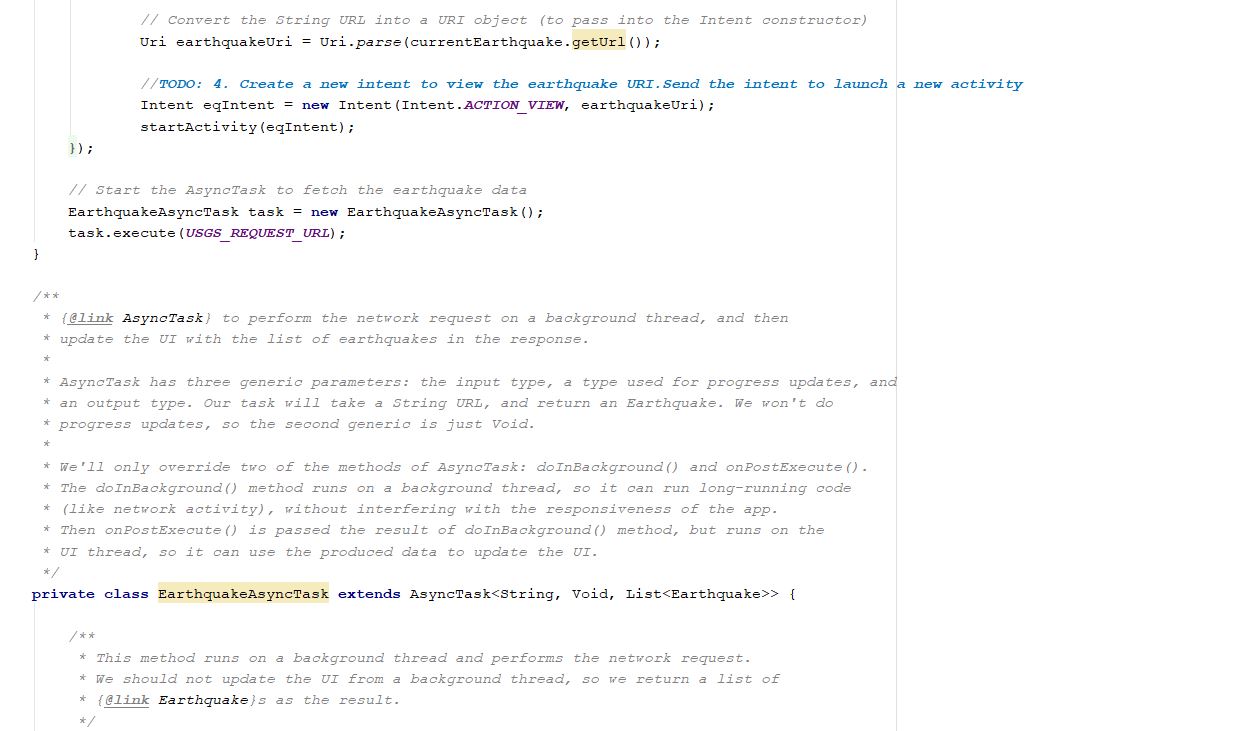 // Convert the String URL into a URI object (to pass into the Intent constructor)
Uri earthquakeUri = Uri.parse(currentEarthquake.getUrl());
//TODO: 4. Create a new intent to view the earthquake URI.Send the intent to launch a new activity
Intent eqIntent = new Intent(Intent.ACTION_VIEW, earthquakeUri);
startActivity(eqIntent);
});
// Start the AsyncTask to fetch the earthquake data
EarthquakeAsyncTask task = new EarthquakeAsyncTask();
task.execute(USGS_REQUEST_URL);
}
/**
* {@link AsyncTask} to perform the network request on a background thread, and then
* update the UI with the list of earthquakes in the response.
*
* AsyncTask has three generic parameters: the input type, a type used for progress updates, and
* an output type. Our task will take a String URL, and return an Earthquake. We won't do
* progress updates, so the second generic is just Void.
*
* We'll only override two of the methods of AsyncTask: doInBackground() and onPostExecute().
* The doInBackground() method runs on a background thread, so it can run long-running code
* (like network activity), without interfering with the responsiveness of the app.
* Then onPostExecute() is passed the result of doInBackground() method, but runs on the
* UI thread, so it can use the produced data to update the UI.
*/
private class EarthquakeAsyncTask extends AsyncTask<String, Void, List<Earthquake>> {
/**
* This method runs on a background thread and performs the network request.
* We should not update the UI from a background thread, so we return a list of
* {@link Earthquake}s as the result.
*/